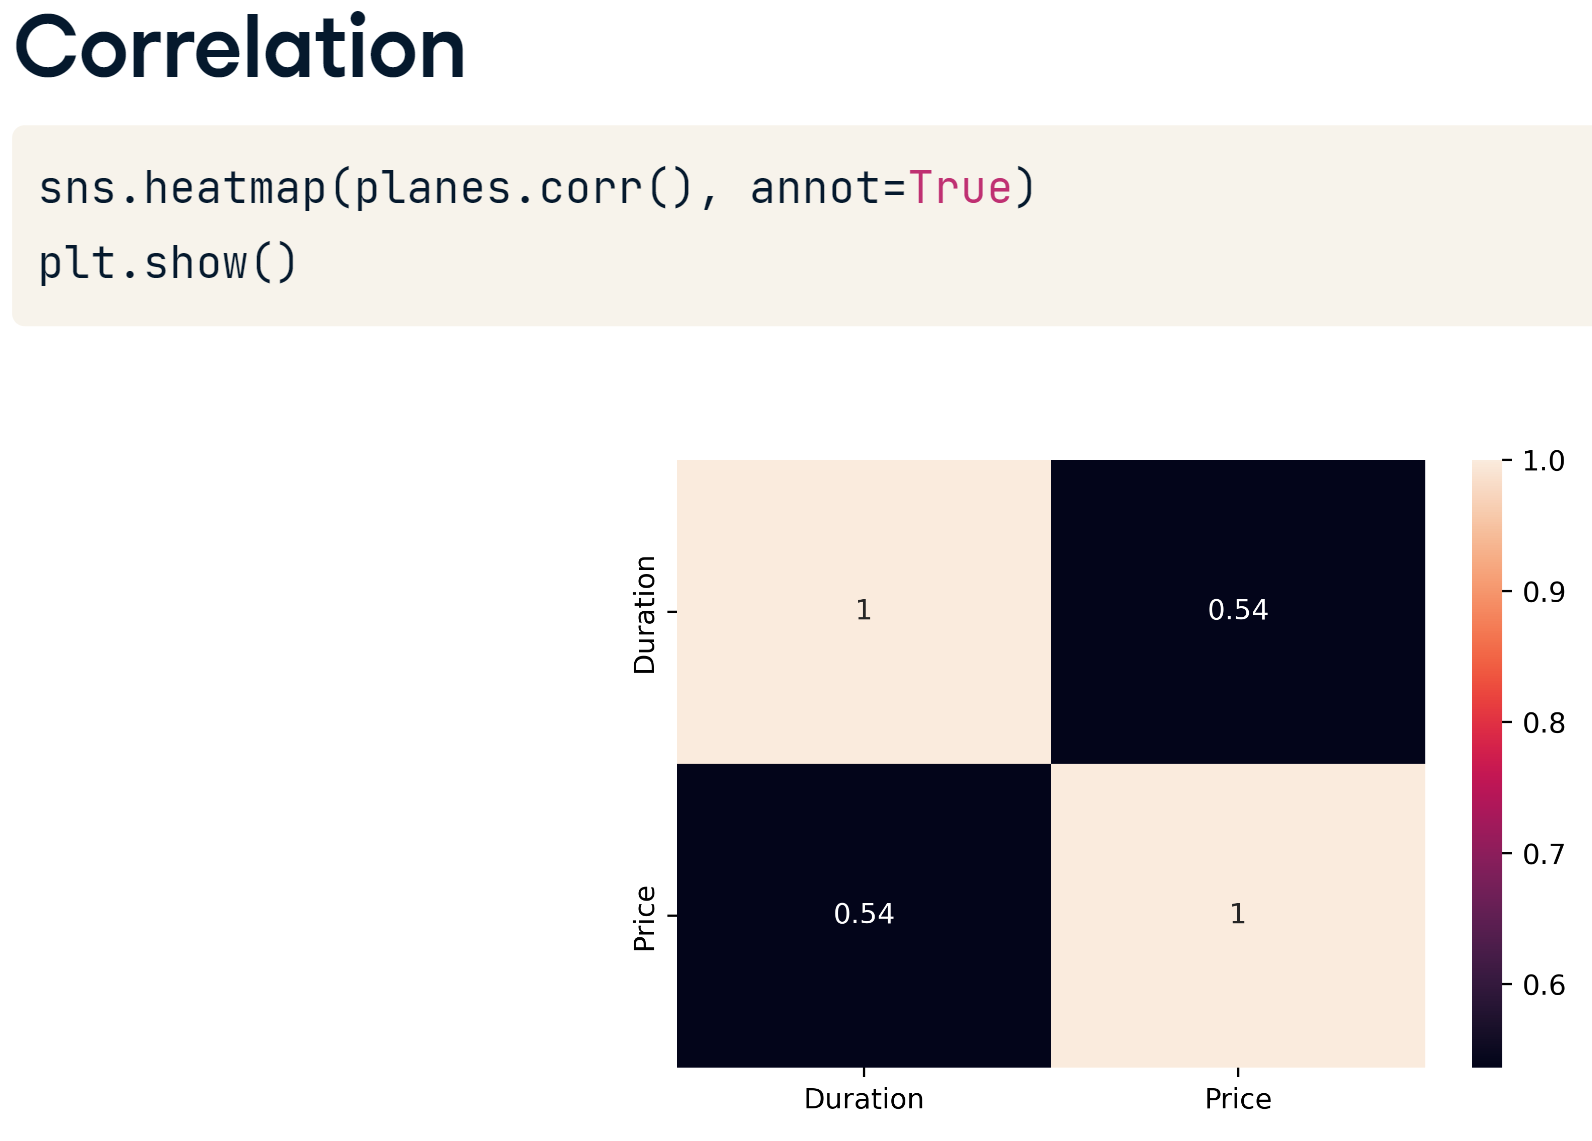 Correlation
sns.heatmap(planes.corr(), annot=True)
plt.show()
1.0
0.9
0.8
0.7
0.6
Duration
1
0.54
Price
0.54
1
Duration
Price